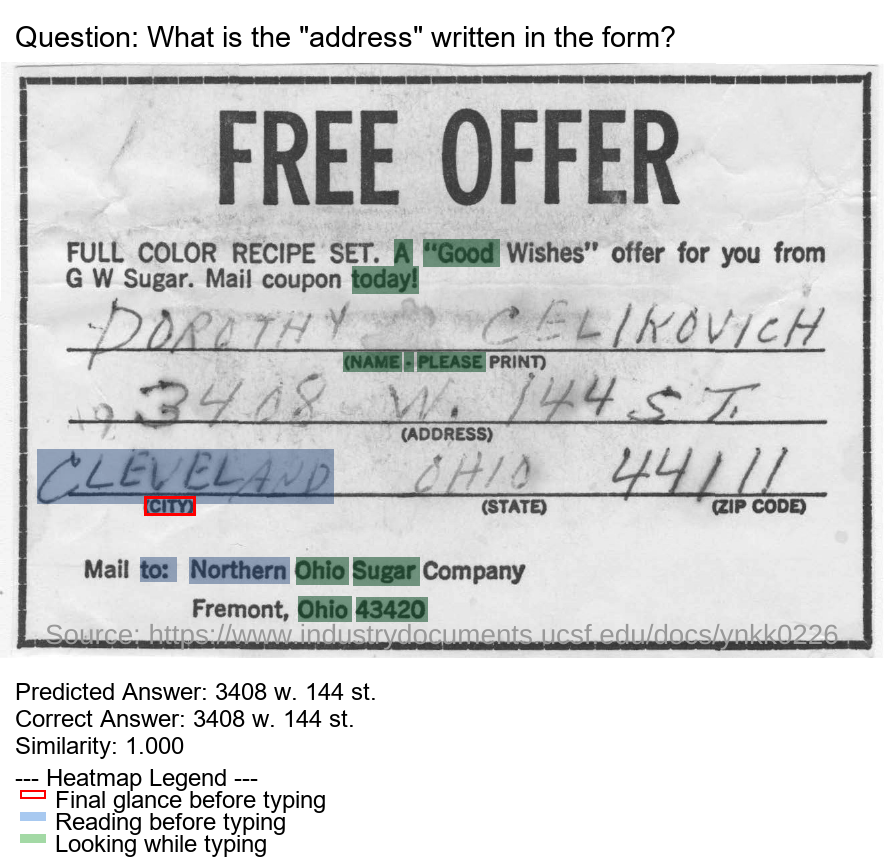 Question: What is the "address" written in the form?
FREE OFFER
FULL COLOR RECIPE SET. A "Good Wishes" offer for you from
G W Sugar. Mail coupon today!
DOROTHY CELIKOVICH
(NAME - PLEASE PRINT)
3408 W. 144 ST.
(ADDRESS)
CLEVELAND OHIO 44111
(CITY) (STATE) (ZIP CODE)
Mail to: Northern Ohio Sugar Company
Fremont, Ohio 43420
Source: https://www.industrydocuments.ucsf.edu/docs/ynkk0226
Predicted Answer: 3408 w. 144 st.
Correct Answer: 3408 w. 144 st.
Similarity: 1.000
--- Heatmap Legend ---
Final glance before typing
Reading before typing
Looking while typing